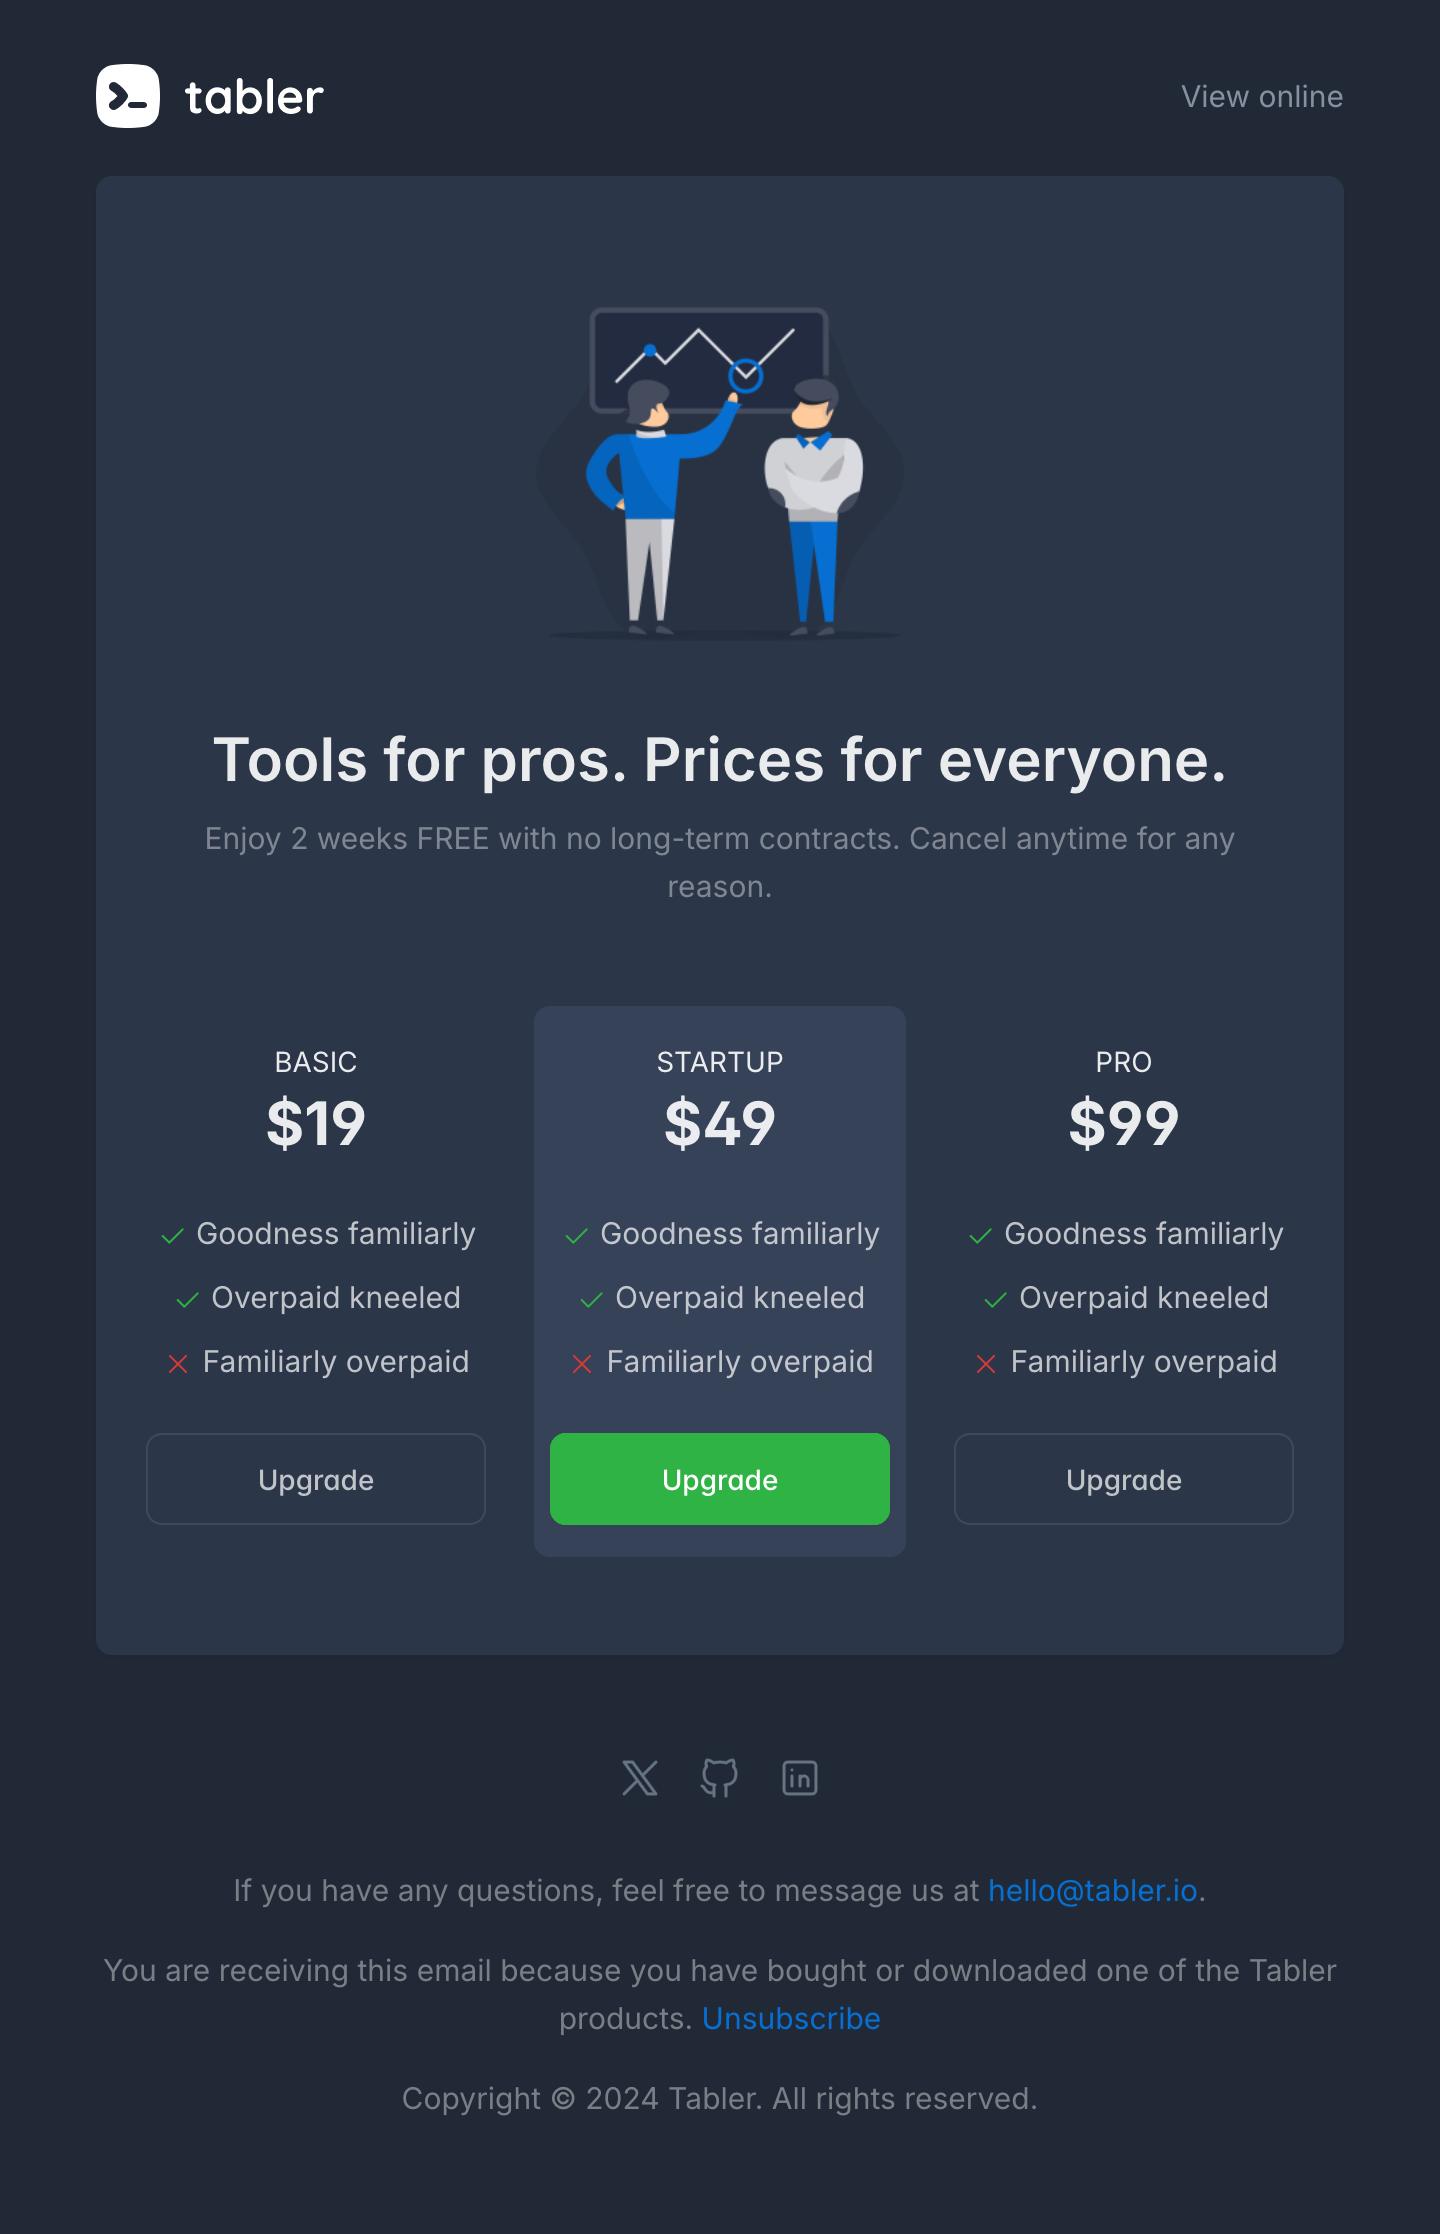 tabler
View online
Tools for pros. Prices for everyone.
Enjoy 2 weeks FREE with no long-term contracts. Cancel anytime for any
reason.
BASIC
$19
Goodness familiarly
Overpaid kneeled
Familiarly overpaid
Upgrade
STARTUP
$49
Goodness familiarly
Overpaid kneeled
Familiarly overpaid
Upgrade
PRO
$99
Goodness familiarly
Overpaid kneeled
Familiarly overpaid
Upgrade
If you have any questions, feel free to message us at hello@tabler.io.
You are receiving this email because you have bought or downloaded one of the Tabler
products. Unsubscribe
Copyright © 2024 Tabler. All rights reserved.